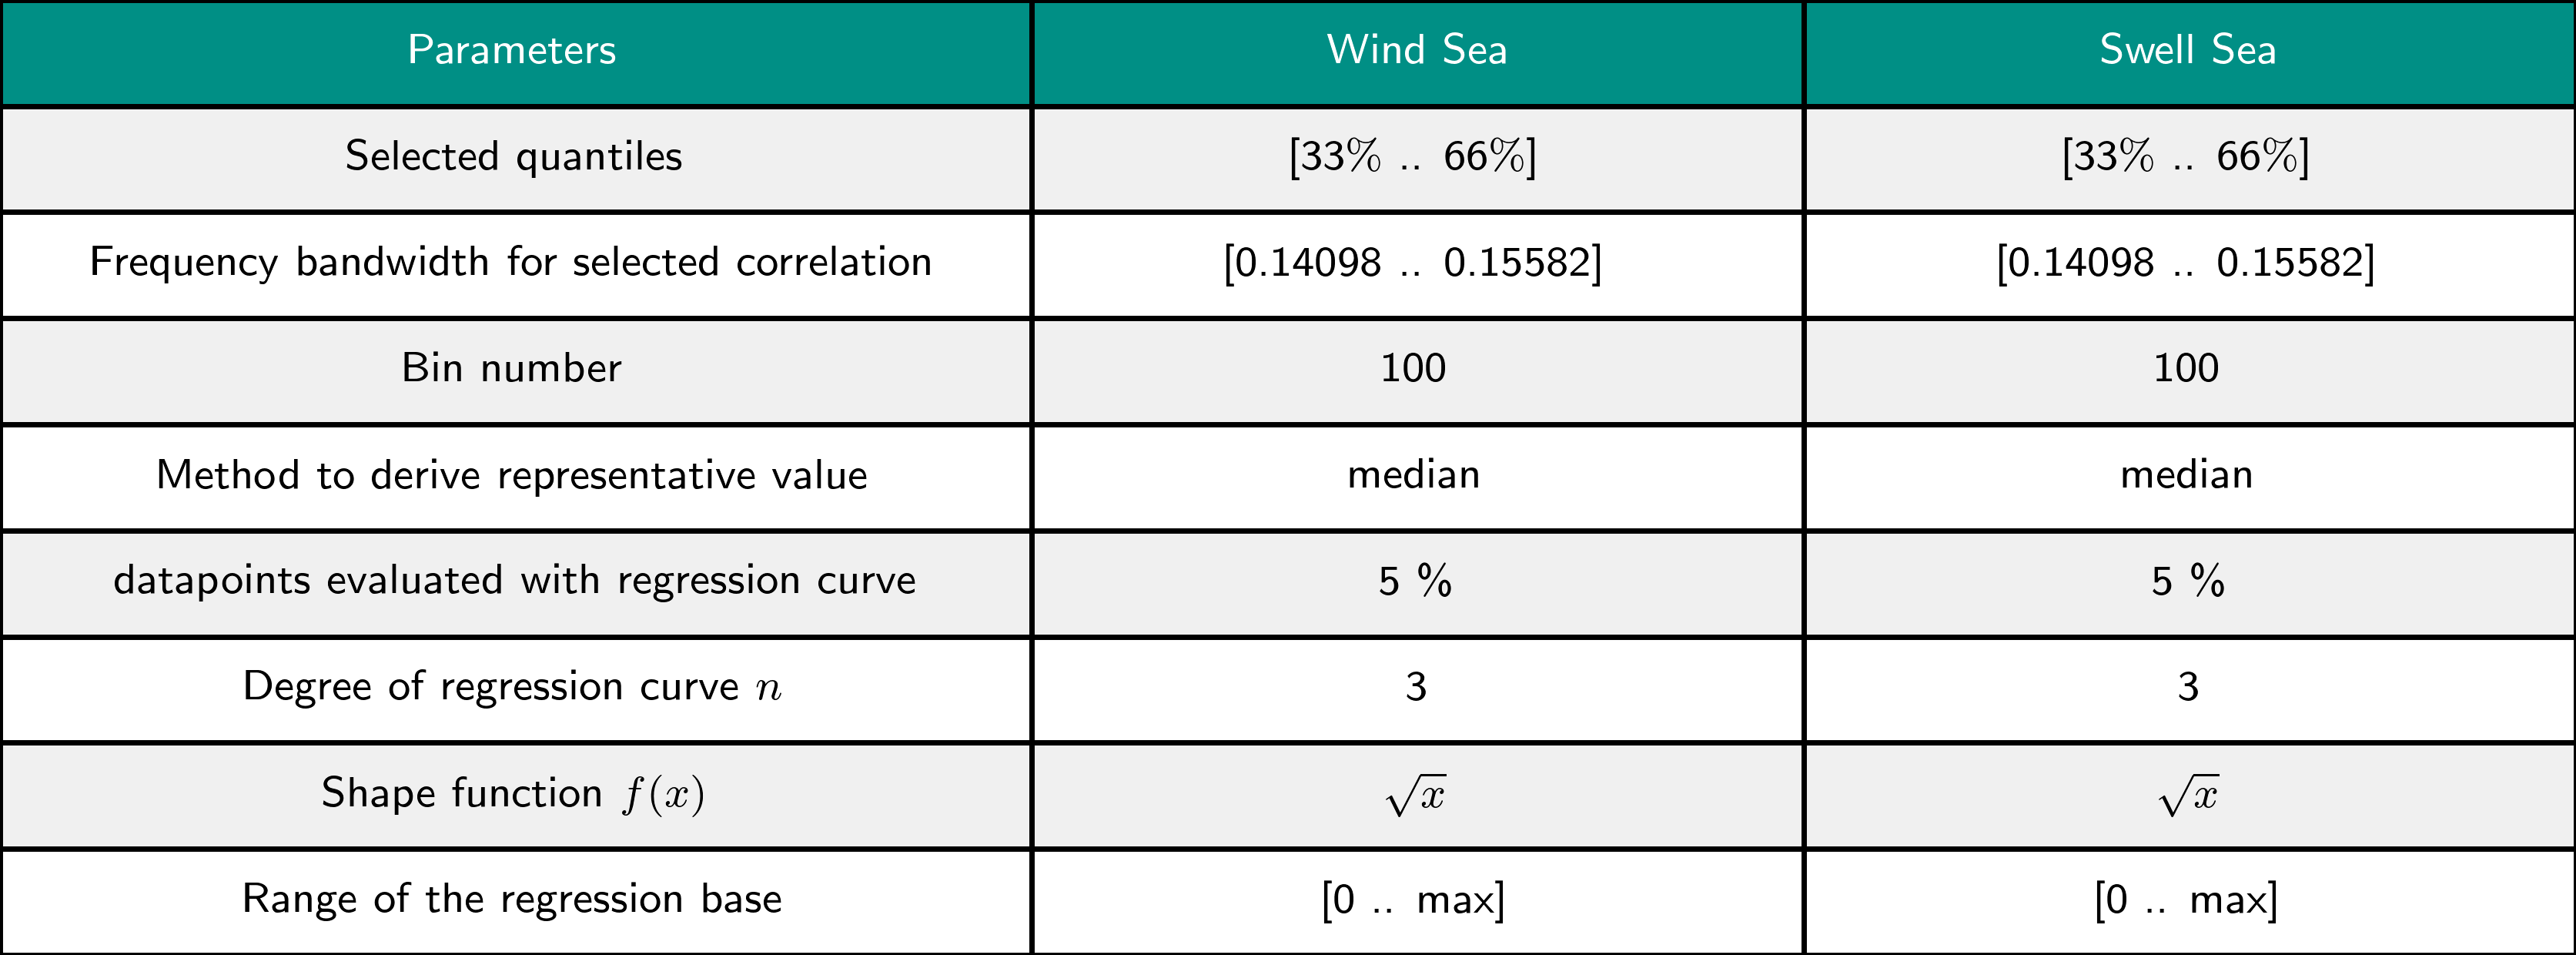 Parameters Wind Sea Swell Sea
Selected quantiles [33% .. 66%] [33% .. 66%]
Frequency bandwidth for selected correlation [0.14098 .. 0.15582] [0.14098 .. 0.15582]
Bin number 100 100
Method to derive representative value median median
datapoints evaluated with regression curve 5 % 5 %
Degree of regression curve n 3 3
Shape function f(x) √x √x
Range of the regression base [0 .. max] [0 .. max]